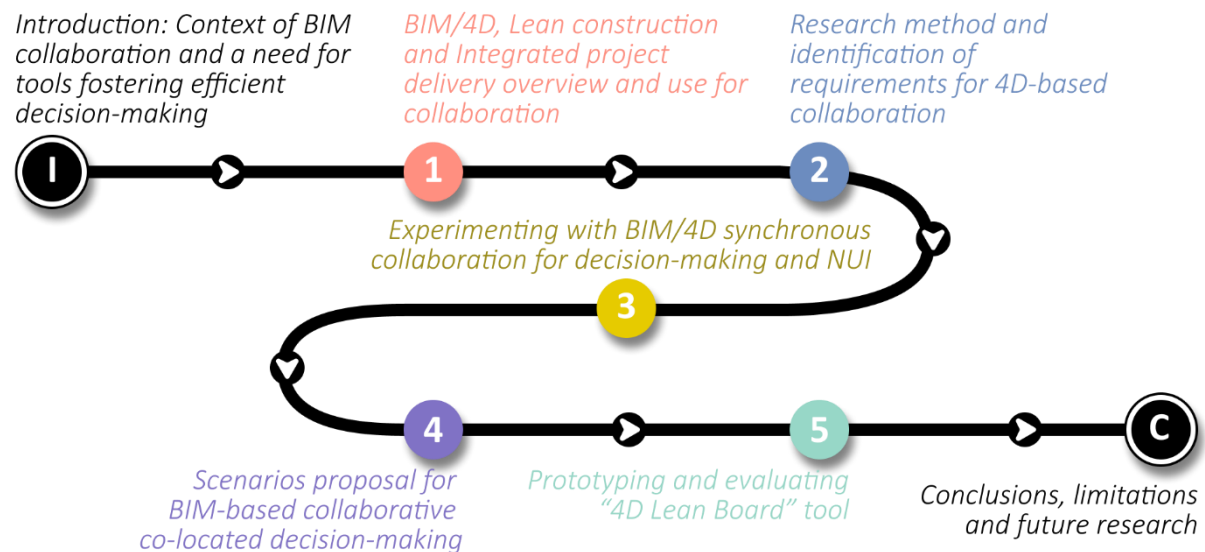 Introduction: Context of BIM
collaboration and a need for
tools fostering efficient
decision-making
BIM/4D, Lean construction
and Integrated project
delivery overview and use for
collaboration
Research method and
identification of
requirements for 4D-based
collaboration
I
1
2
Experimenting with BIM/4D synchronous
collaboration for decision-making and NUI
3
4
5
C
Scenarios proposal for
BIM-based collaborative
co-located decision-making
Prototyping and evaluating
“4D Lean Board” tool
Conclusions, limitations
and future research